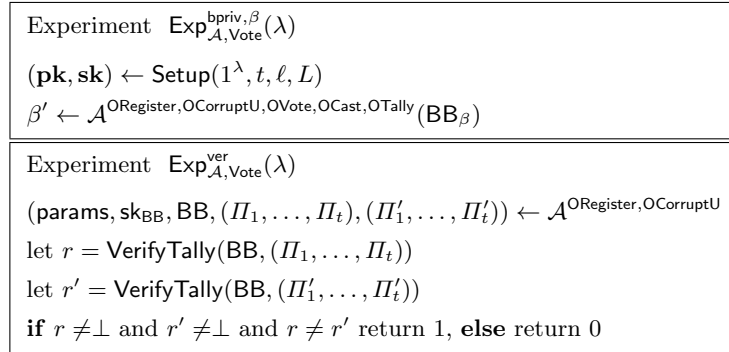 Experiment Exp^{bpriv,β}_{𝒜,Vote}(λ)
(pk, sk) ← Setup(1^λ, t, ℓ, L)
β′ ← 𝒜^{ORegister,OCorruptU,OVote,OCast,OTally}(BB_β)
Experiment Exp^{ver}_{𝒜,Vote}(λ)
(params, sk_{BB}, BB, (Π_1, …, Π_t), (Π′_1, …, Π′_t)) ← 𝒜^{ORegister,OCorruptU}
let r = VerifyTally(BB, (Π_1, …, Π_t))
let r′ = VerifyTally(BB, (Π′_1, …, Π′_t))
if r ≠⊥ and r′ ≠⊥ and r ≠ r′ return 1, else return 0